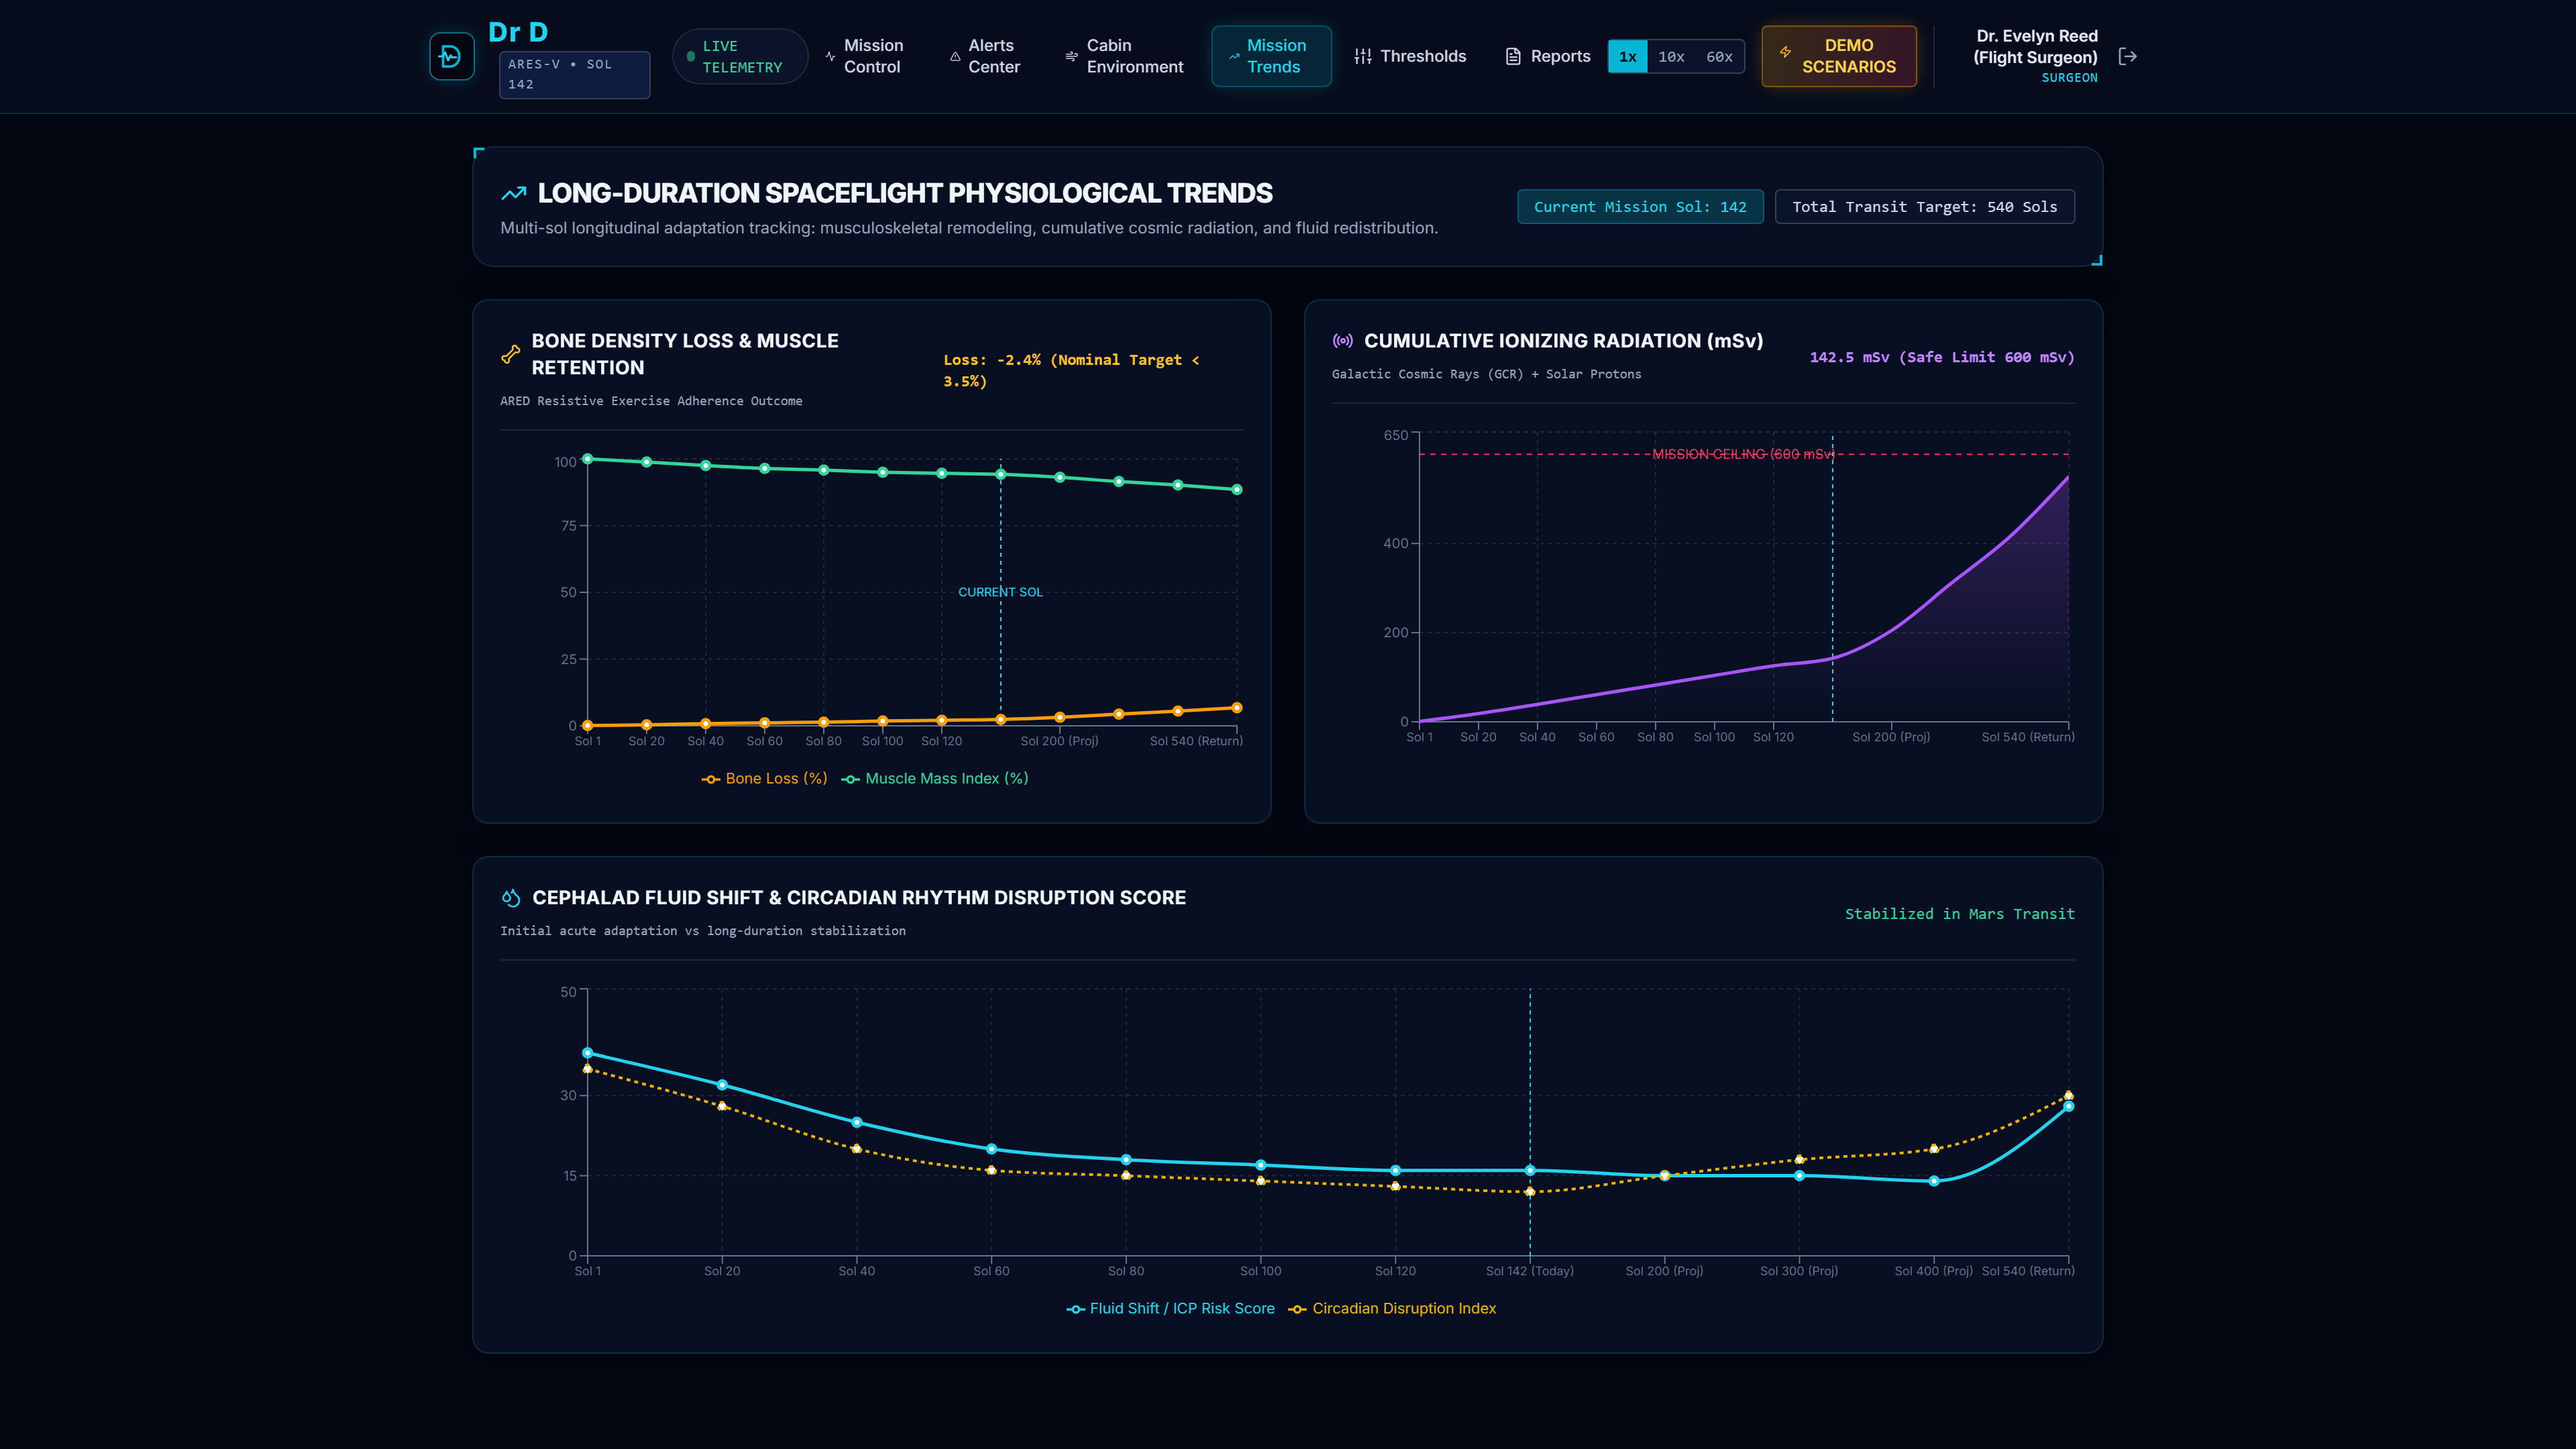 Dr D
ARES-V • SOL
142
LIVE
TELEMETRY
Mission
Control
Alerts
Center
Cabin
Environment
Mission
Trends
Thresholds
Reports
1x 10x 60x
DEMO
SCENARIOS
Dr. Evelyn Reed
(Flight Surgeon)
SURGEON
LONG-DURATION SPACEFLIGHT PHYSIOLOGICAL TRENDS
Multi-sol longitudinal adaptation tracking: musculoskeletal remodeling, cumulative cosmic radiation, and fluid redistribution.
Current Mission Sol: 142
Total Transit Target: 540 Sols
BONE DENSITY LOSS & MUSCLE
RETENTION
ARED Resistive Exercise Adherence Outcome
Loss: -2.4% (Nominal Target <
3.5%)
100
75
50
25
0
CURRENT SOL
Sol 1 Sol 20 Sol 40 Sol 60 Sol 80 Sol 100 Sol 120 Sol 200 (Proj) Sol 540 (Return)
Bone Loss (%) Muscle Mass Index (%)
CUMULATIVE IONIZING RADIATION (mSv)
Galactic Cosmic Rays (GCR) + Solar Protons
142.5 mSv (Safe Limit 600 mSv)
650
MISSION CEILING (600 mSv)
400
200
0
Sol 1 Sol 20 Sol 40 Sol 60 Sol 80 Sol 100 Sol 120 Sol 200 (Proj) Sol 540 (Return)
CEPHALAD FLUID SHIFT & CIRCADIAN RHYTHM DISRUPTION SCORE
Initial acute adaptation vs long-duration stabilization
Stabilized in Mars Transit
50
30
15
0
Sol 1 Sol 20 Sol 40 Sol 60 Sol 80 Sol 100 Sol 120 Sol 142 (Today) Sol 200 (Proj) Sol 300 (Proj) Sol 400 (Proj) Sol 540 (Return)
Fluid Shift / ICP Risk Score Circadian Disruption Index